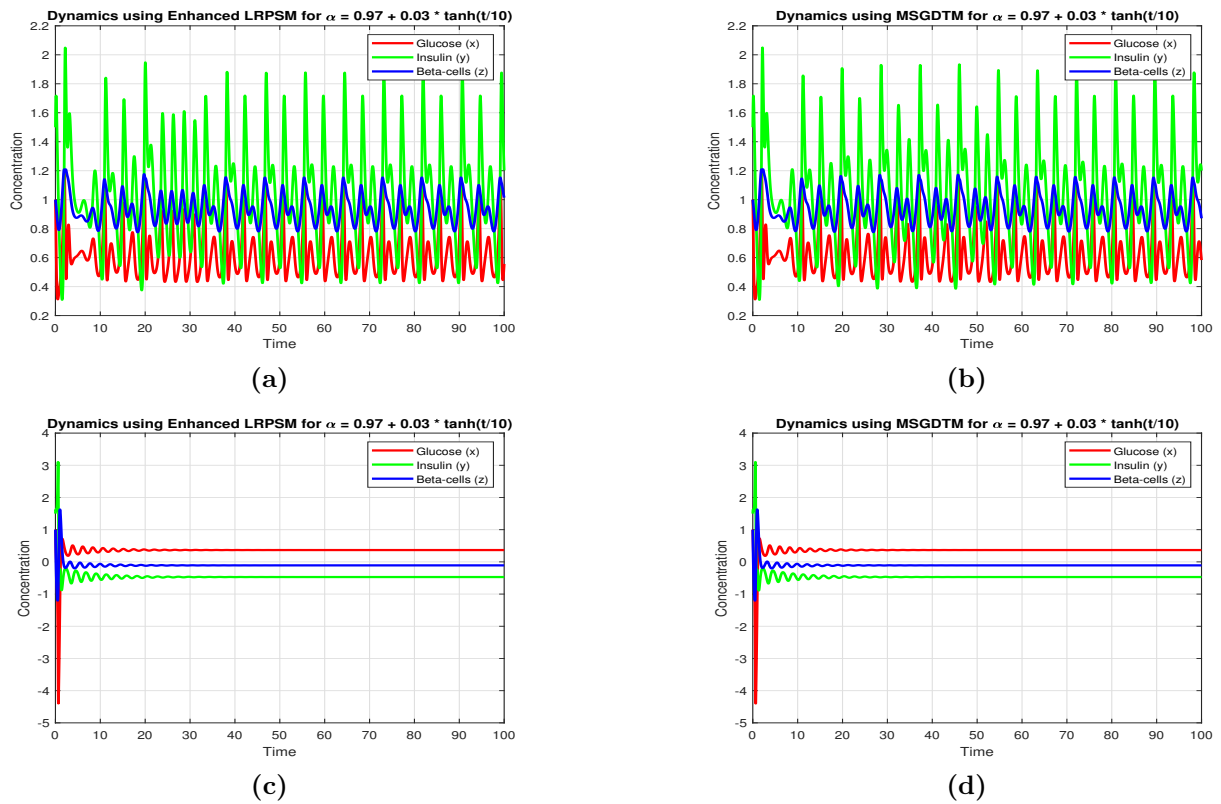 Dynamics using Enhanced LRPSM for α = 0.97 + 0.03 * tanh(t/10)
2.2
2
1.8
1.6
1.4
1.2
1
0.8
0.6
0.4
0.2
Concentration
Glucose (x)
Insulin (y)
Beta-cells (z)
0 10 20 30 40 50 60 70 80 90 100
Time
(a)
Dynamics using MSGDTM for α = 0.97 + 0.03 * tanh(t/10)
2.2
2
1.8
1.6
1.4
1.2
1
0.8
0.6
0.4
0.2
Concentration
Glucose (x)
Insulin (y)
Beta-cells (z)
0 10 20 30 40 50 60 70 80 90 100
Time
(b)
Dynamics using Enhanced LRPSM for α = 0.97 + 0.03 * tanh(t/10)
4
3
2
1
0
-1
-2
-3
-4
-5
Concentration
Glucose (x)
Insulin (y)
Beta-cells (z)
0 10 20 30 40 50 60 70 80 90 100
Time
(c)
Dynamics using MSGDTM for α = 0.97 + 0.03 * tanh(t/10)
4
3
2
1
0
-1
-2
-3
-4
-5
Concentration
Glucose (x)
Insulin (y)
Beta-cells (z)
0 10 20 30 40 50 60 70 80 90 100
Time
(d)